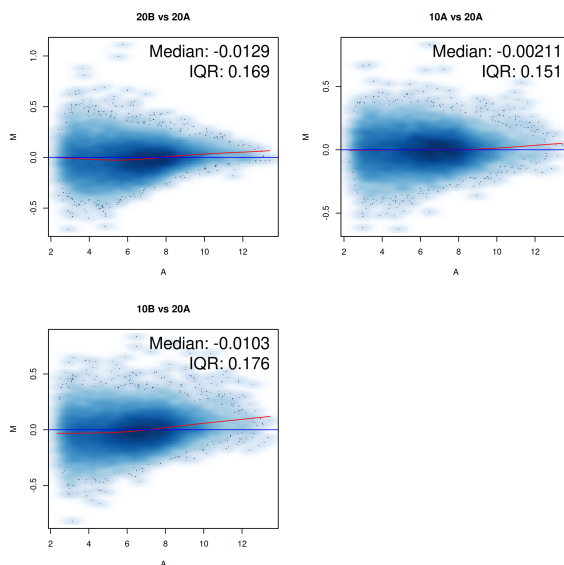 20B vs 20A
Median: -0.0129
IQR: 0.169
M
1.0
0.5
0.0
-0.5
2 4 6 8 10 12
A
10A vs 20A
Median: -0.00211
IQR: 0.151
M
0.5
0.0
-0.5
2 4 6 8 10 12
A
10B vs 20A
Median: -0.0103
IQR: 0.176
M
0.5
0.0
-0.5
2 4 6 8 10 12
A